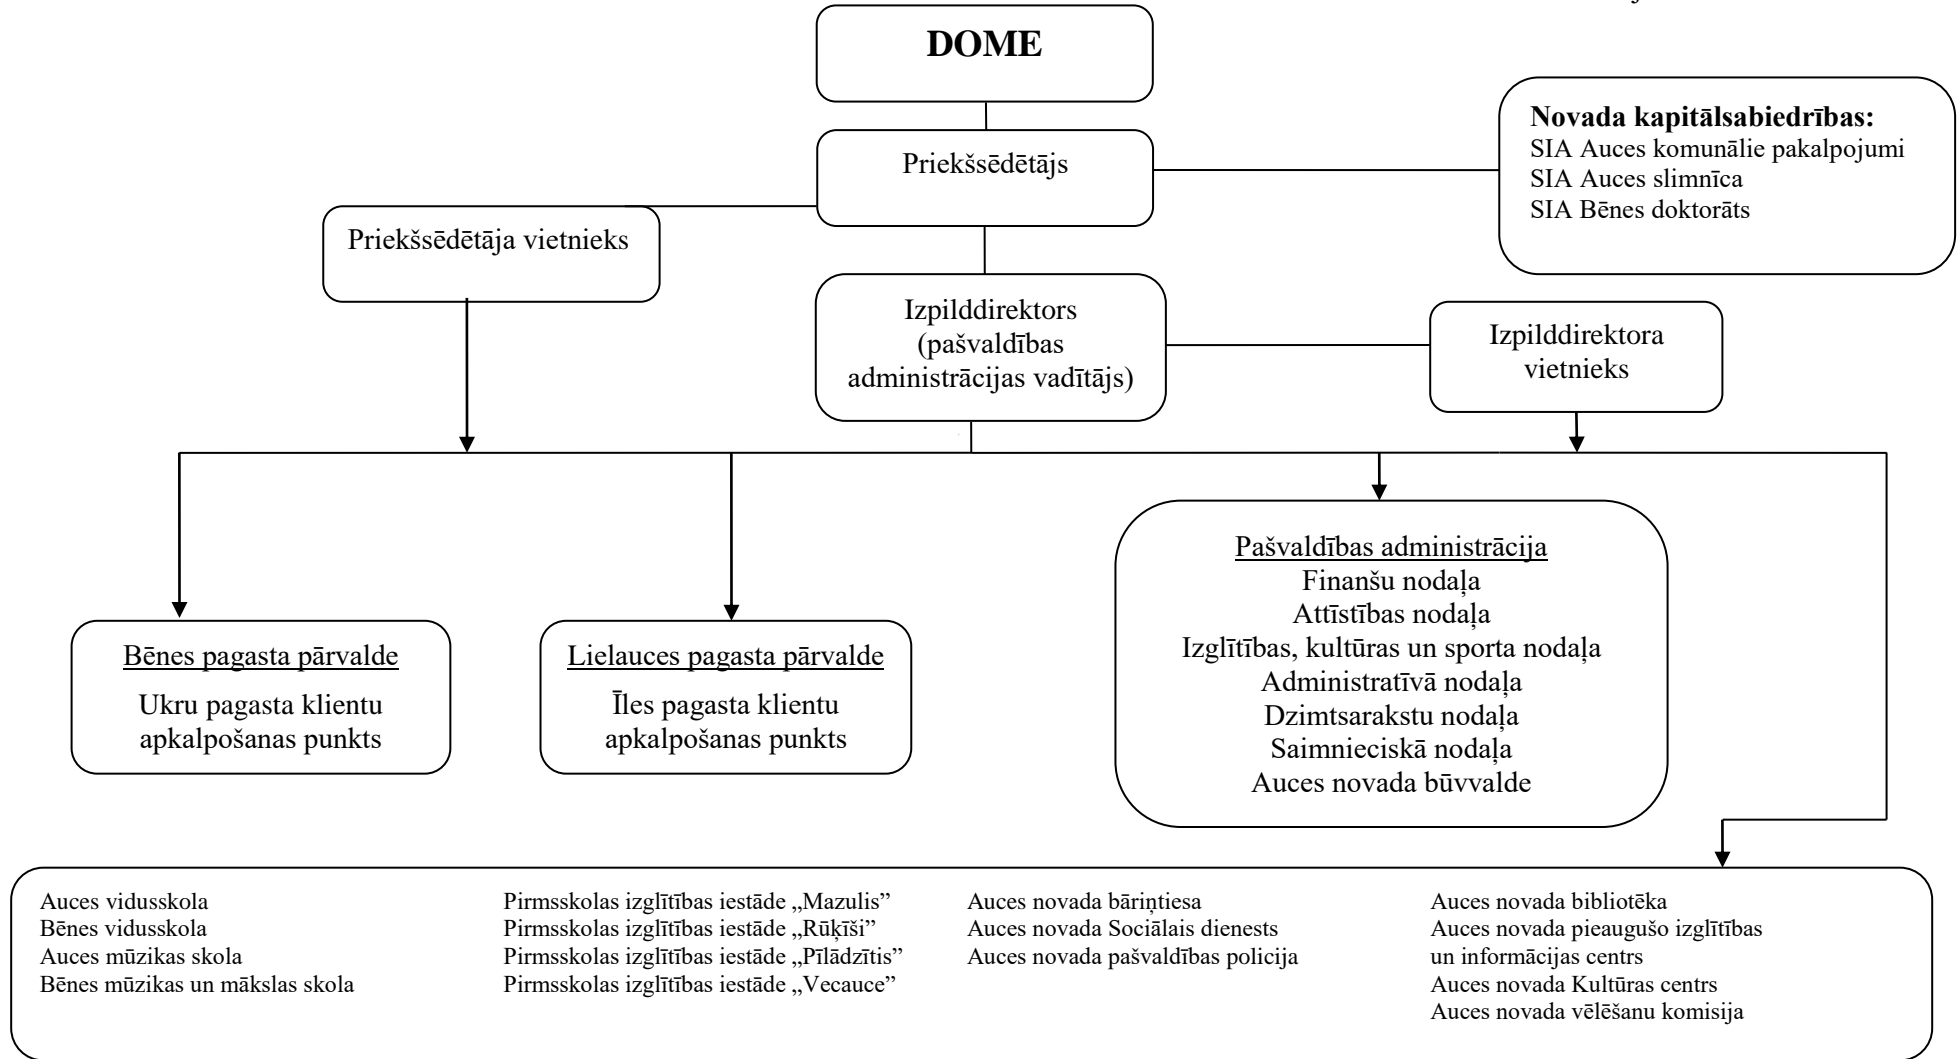 DOME
Novada kapitālsabiedrības:
SIA Auces komunālie pakalpojumi
SIA Auces slimnīca
SIA Bēnes doktorāts
Priekšsēdētājs
Priekšsēdētāja vietnieks
Izpilddirektors
(pašvaldības
administrācijas vadītājs)
Izpilddirektora
vietnieks
Pašvaldības administrācija
Finanšu nodaļa
Attīstības nodaļa
Izglītības, kultūras un sporta nodaļa
Administratīvā nodaļa
Dzimtsarakstu nodaļa
Saimnieciskā nodaļa
Auces novada būvvalde
Bēnes pagasta pārvalde
Ukru pagasta klientu
apkalpošanas punkts
Lielauces pagasta pārvalde
Īles pagasta klientu
apkalpošanas punkts
Auces vidusskola
Bēnes vidusskola
Auces mūzikas skola
Bēnes mūzikas un mākslas skola
Pirmsskolas izglītības iestāde „Mazulis”
Pirmsskolas izglītības iestāde „Rūķīši”
Pirmsskolas izglītības iestāde „Pīlādzītis”
Pirmsskolas izglītības iestāde „Vecauce”
Auces novada bāriņtiesa
Auces novada Sociālais dienests
Auces novada pašvaldības policija
Auces novada bibliotēka
Auces novada pieaugušo izglītības
un informācijas centrs
Auces novada Kultūras centrs
Auces novada vēlēšanu komisija